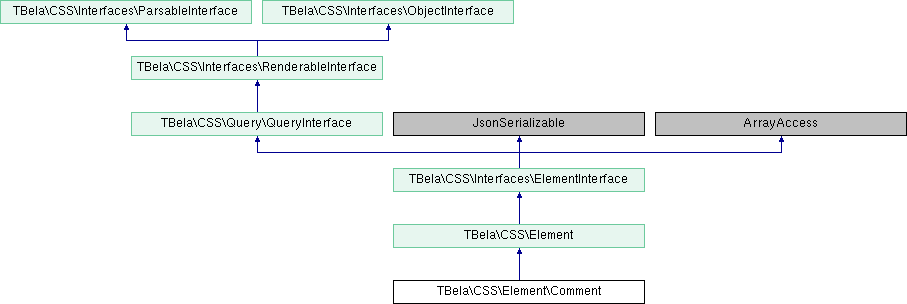 TBela\CSS\Interfaces\ParsableInterface
TBela\CSS\Interfaces\ObjectInterface
TBela\CSS\Interfaces\RenderableInterface
TBela\CSS\Query\QueryInterface
JsonSerializable
ArrayAccess
TBela\CSS\Interfaces\ElementInterface
TBela\CSS\Element
TBela\CSS\Element\Comment